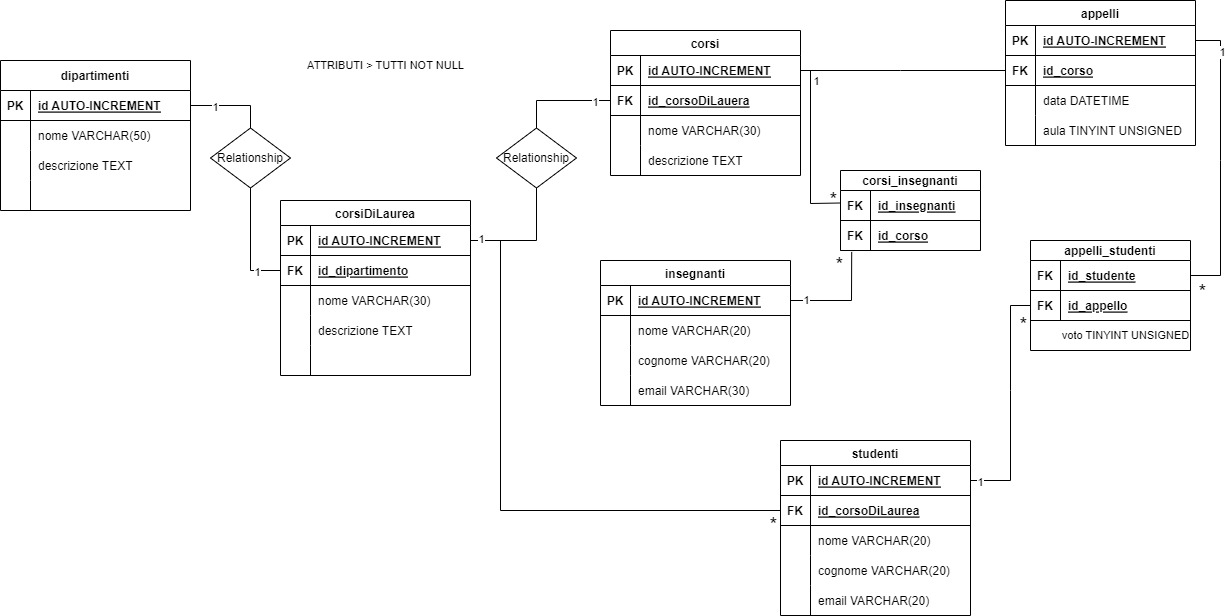 dipartimenti
PK id AUTO-INCREMENT
nome VARCHAR(50)
descrizione TEXT
1
Relationship
1
ATTRIBUTI > TUTTI NOT NULL
corsiDiLaurea
PK id AUTO-INCREMENT
FK id_dipartimento
nome VARCHAR(30)
descrizione TEXT
1
Relationship
1
corsi
PK id AUTO-INCREMENT
FK id_corsoDiLauera
nome VARCHAR(30)
descrizione TEXT
1
*
appelli
PK id AUTO-INCREMENT
FK id_corso
data DATETIME
aula TINYINT UNSIGNED
1
corsi_insegnanti
FK id_insegnanti
FK id_corso
*
insegnanti
PK id AUTO-INCREMENT
nome VARCHAR(20)
cognome VARCHAR(20)
email VARCHAR(30)
1
appelli_studenti
FK id_studente
FK id_appello
voto TINYINT UNSIGNED
*
*
studenti
PK id AUTO-INCREMENT
FK id_corsoDiLaurea
nome VARCHAR(20)
cognome VARCHAR(20)
email VARCHAR(20)
1
*